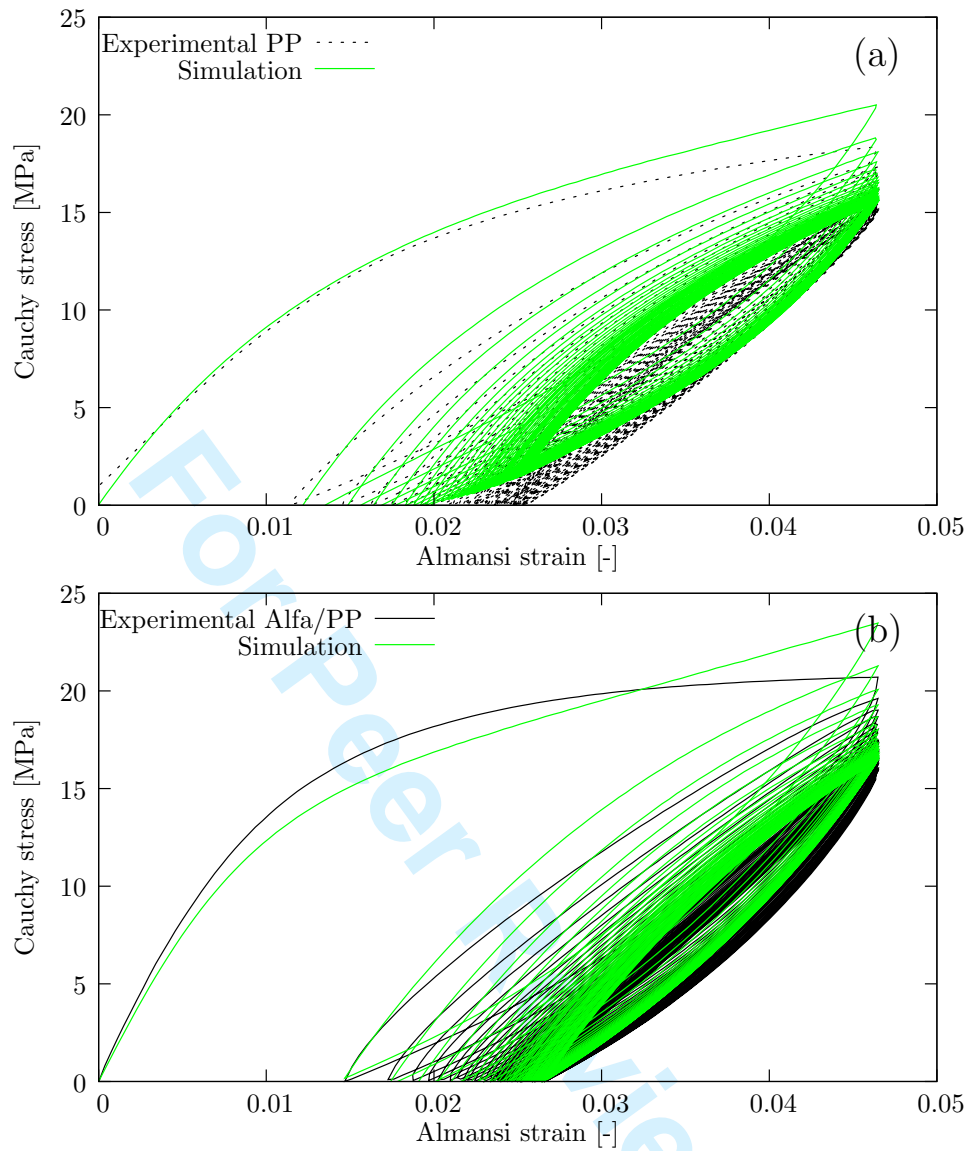 25
20
15
10
5
0
Cauchy stress [MPa]
Experimental PP
Simulation
(a)
0 0.01 0.02 0.03 0.04 0.05
Almansi strain [-]
25
20
15
10
5
0
Cauchy stress [MPa]
Experimental Alfa/PP
Simulation
(b)
0 0.01 0.02 0.03 0.04 0.05
Almansi strain [-]
For Peer